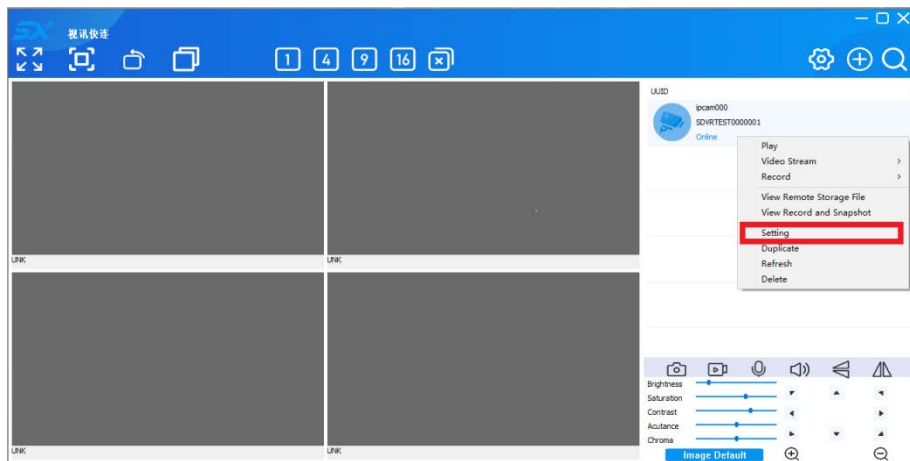 SX 视讯快连
1 4 9 16
UUID
ipcam000
SDVRTEST0000001
Online
Play
Video Stream
Record
View Remote Storage File
View Record and Snapshot
Setting
Duplicate
Refresh
Delete
UNK
UNK
Brightness
Saturation
Contrast
Acutance
Chroma
Image Default
UNK
UNK